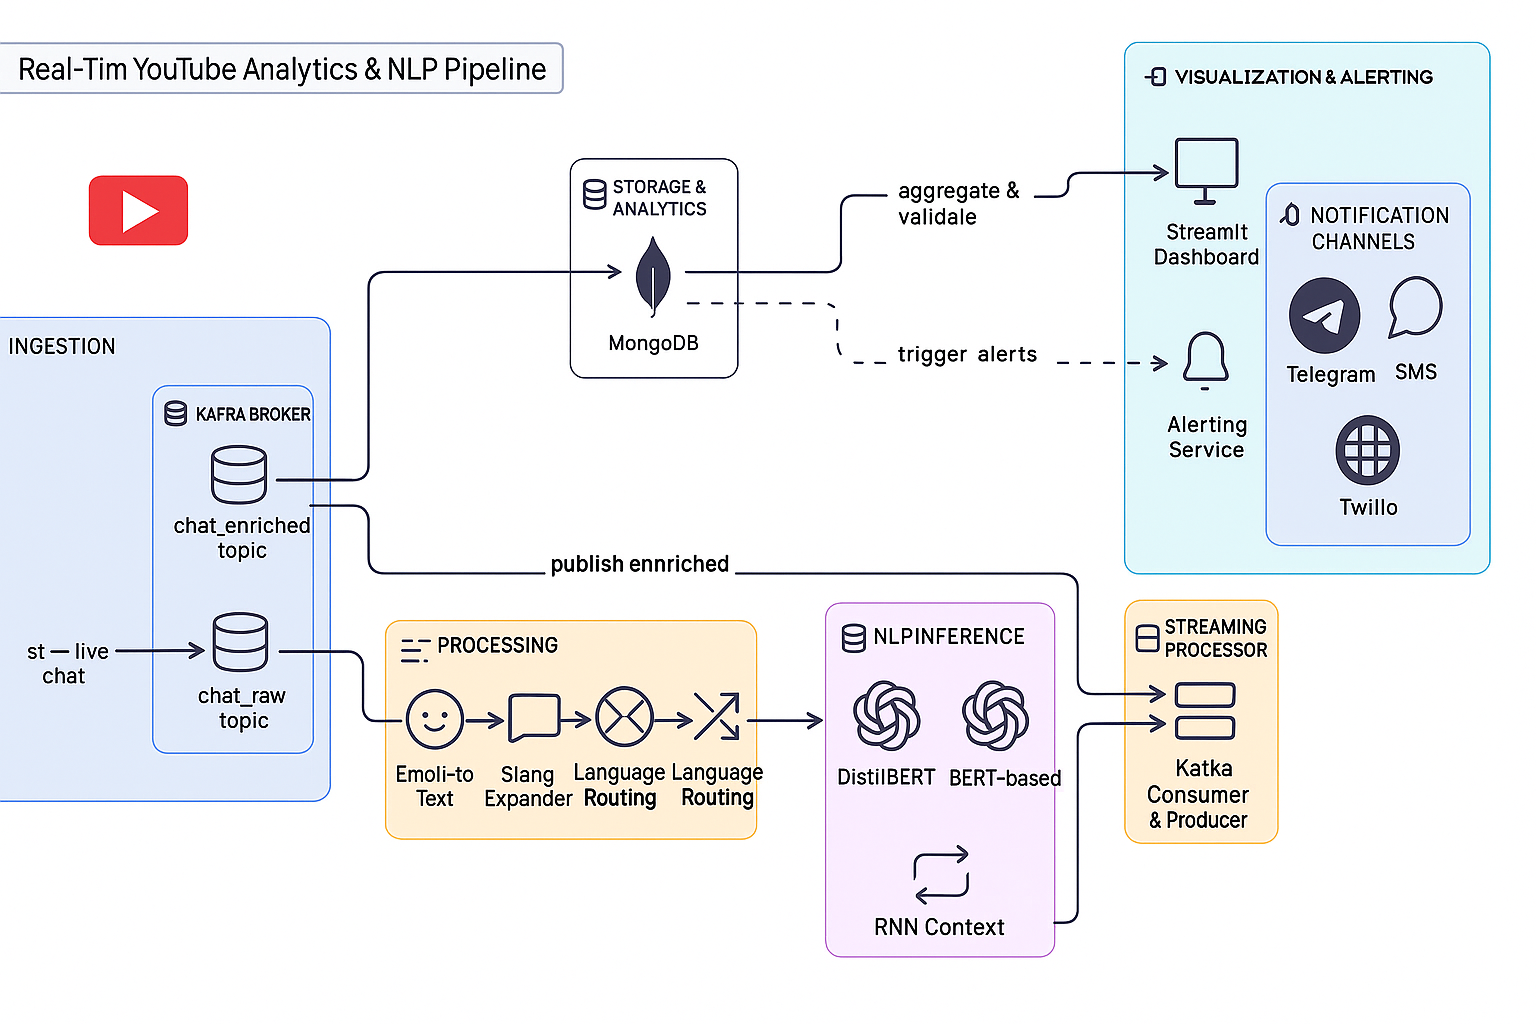 Real-Tim YouTube Analytics & NLP Pipeline
VISUALIZATION & ALERTING
STORAGE &
ANALYTICS
MongoDB
aggregate &
validale
trigger alerts
Streamlt
Dashboard
Alerting
Service
NOTIFICATION
CHANNELS
Telegram
SMS
Twillo
INGESTION
KAFRA BROKER
chat_enriched
topic
st — live
chat
chat_raw
topic
publish ennriched
PROCESSING
Emoli-to
Text
Slang
Expander
Language
Routing
Language
Routing
NLPINFERENCE
DistilBERT
BERT-based
RNN Context
STREAMING
PROCESSOR
Katka
Consumer
& Producer